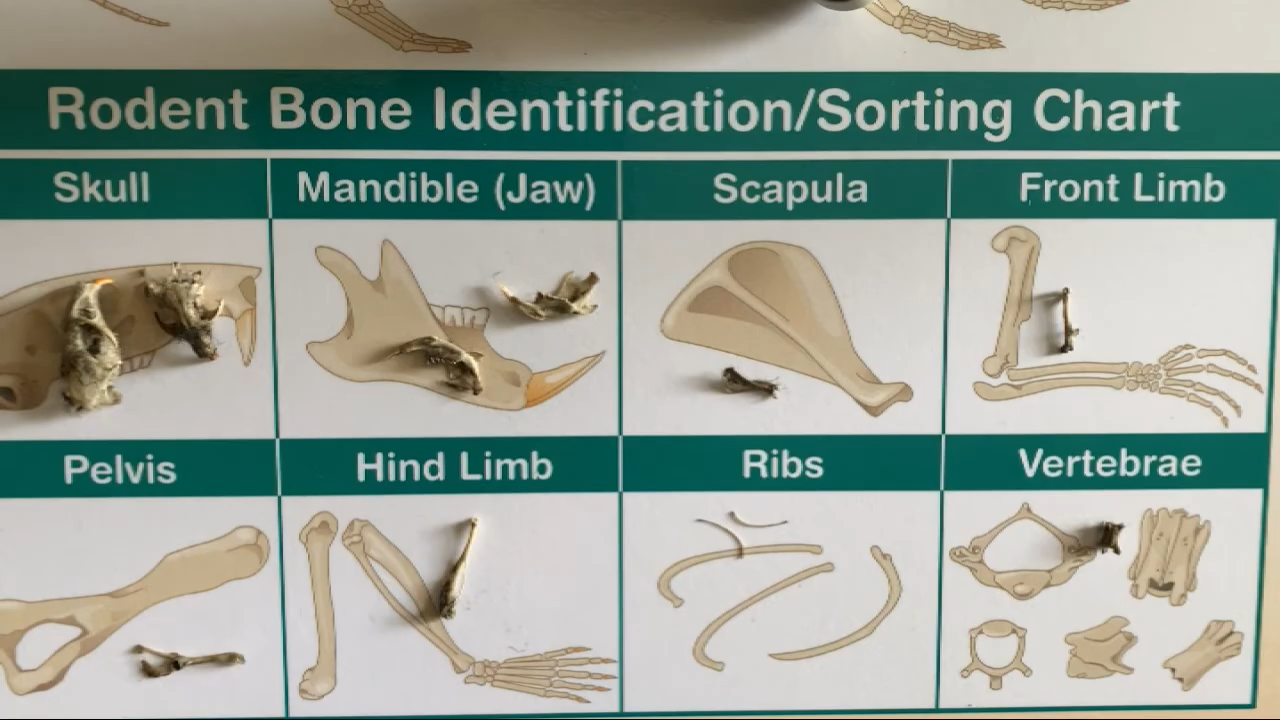 Rodent Bone Identification/Sorting Chart
Skull Mandible (Jaw) Scapula Front Limb
Pelvis Hind Limb Ribs Vertebrae